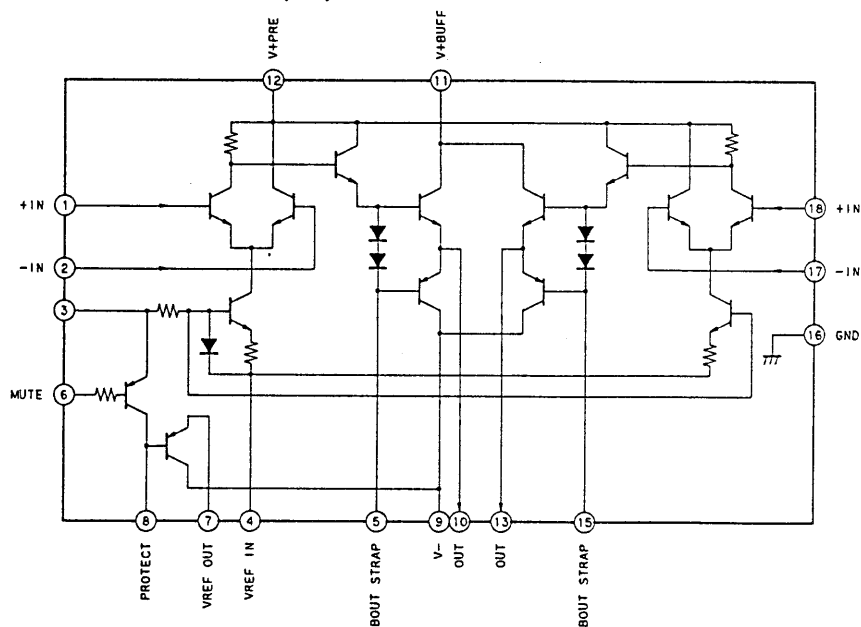 V+PRE
V+BUFF
12
11
+IN 1
18 +IN
-IN 2
17 -IN
3
16 GND
MUTE 6
8 7 4 5 9 10 13 15
PROTECT
VREF OUT
VREF IN
BOUT STRAP
V-
OUT
OUT
BOUT STRAP